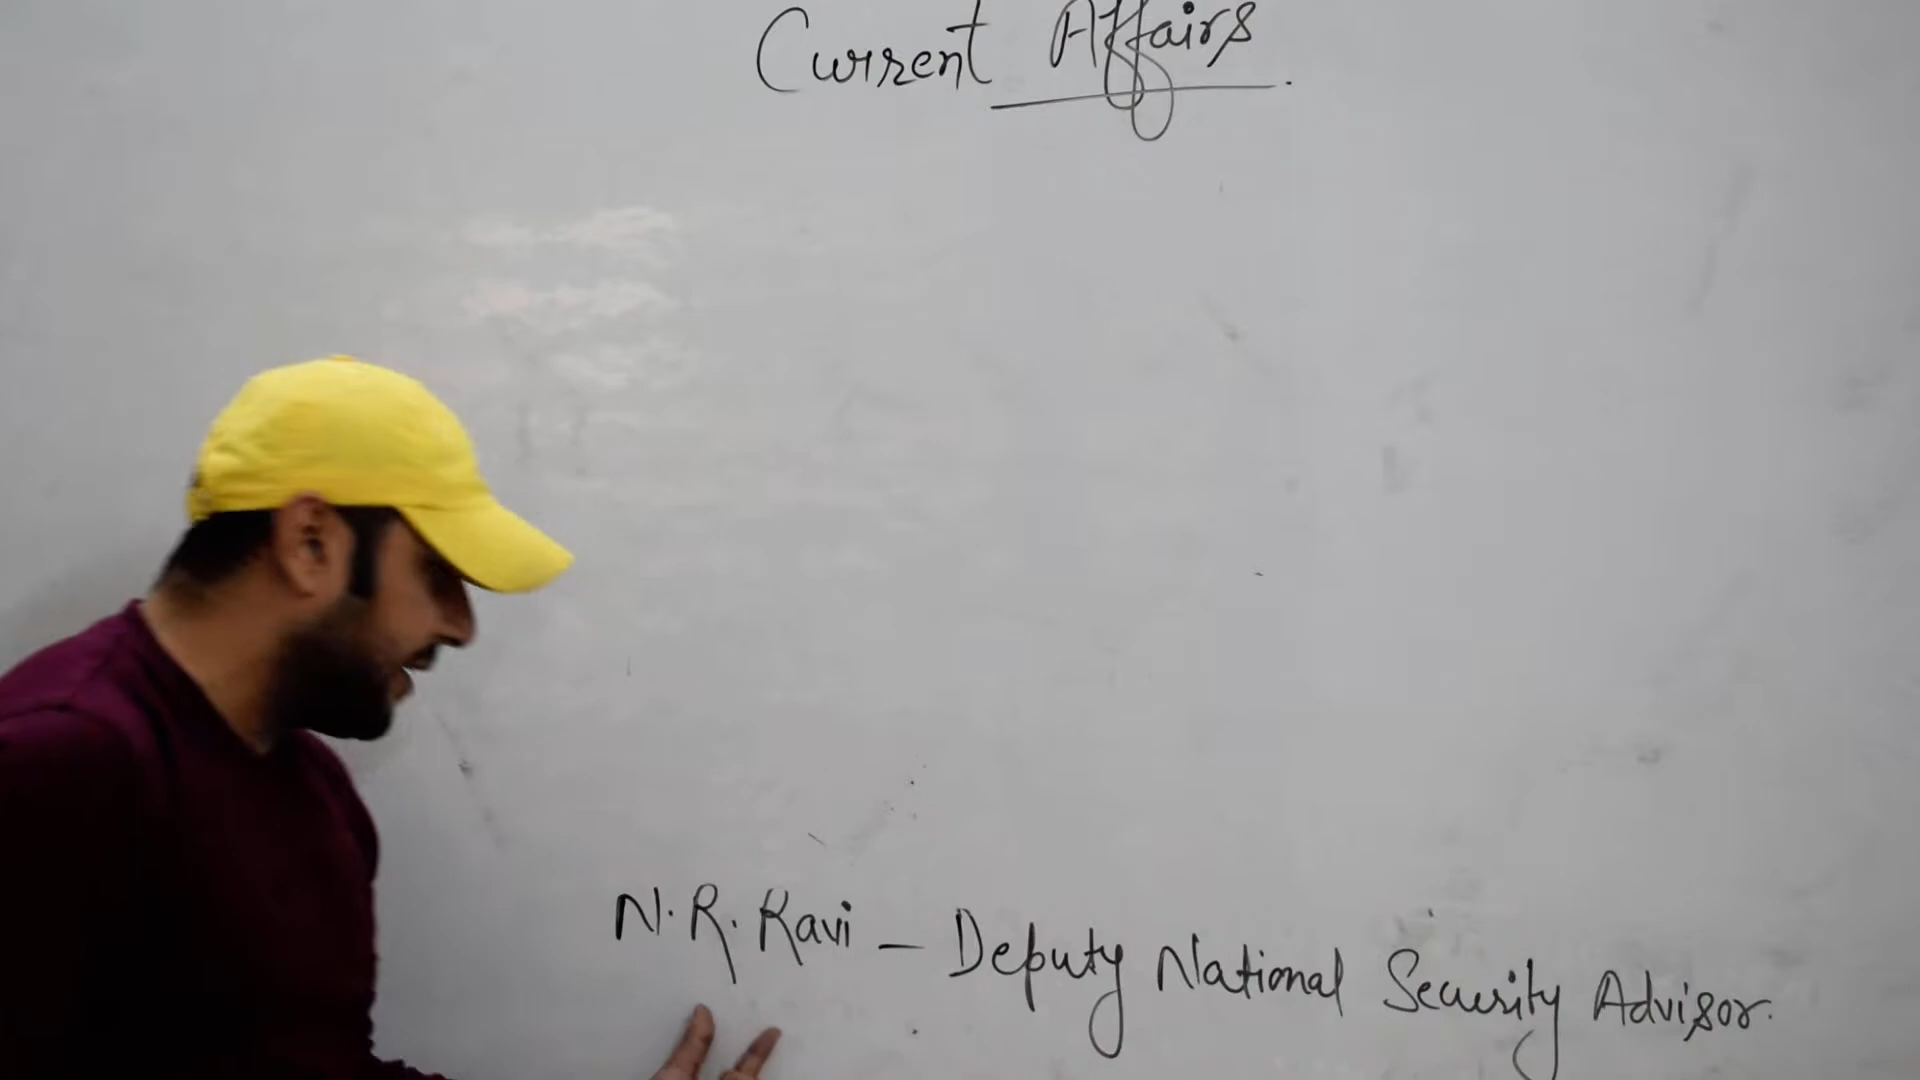 Current Affairs.
N.R. Ravi – Deputy National Security Advisor.